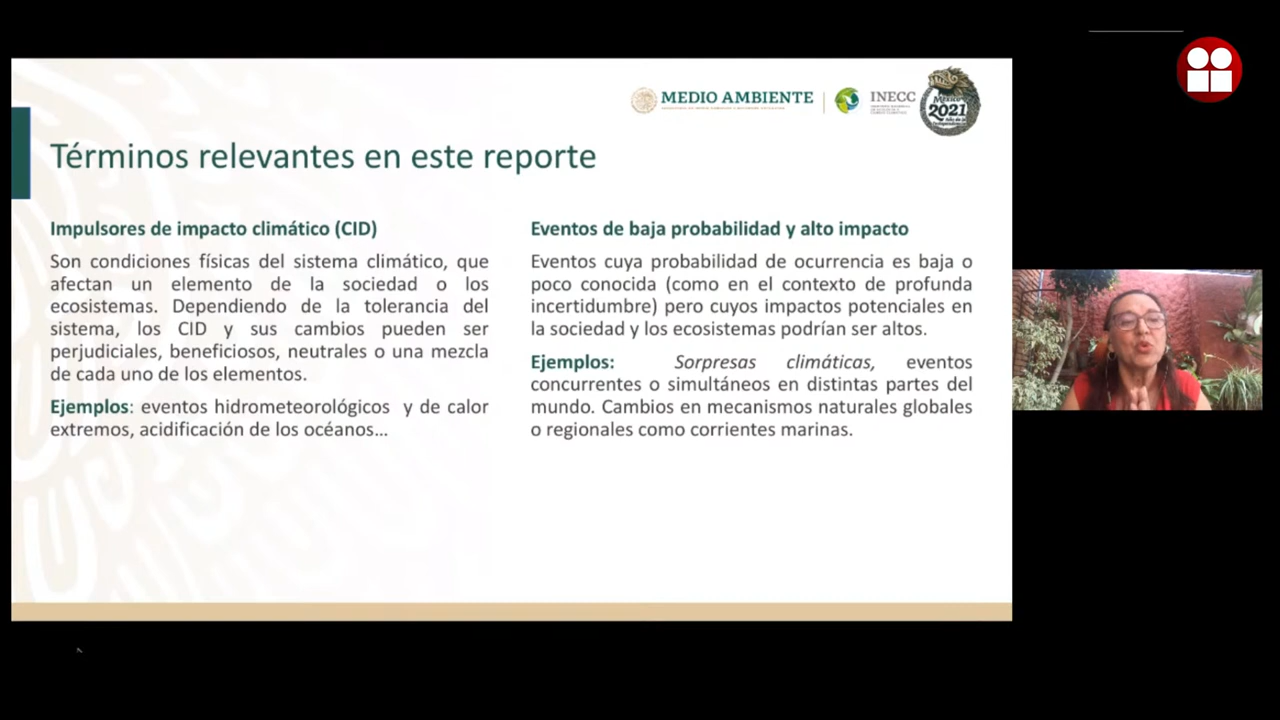 MEDIO AMBIENTE
INECC
México
2021
Términos relevantes en este reporte
Impulsores de impacto climático (CID)
Son condiciones físicas del sistema climático, que
afectan un elemento de la sociedad o los
ecosistemas. Dependiendo de la tolerancia del
sistema, los CID y sus cambios pueden ser
perjudiciales, beneficiosos, neutrales o una mezcla
de cada uno de los elementos.
Ejemplos: eventos hidrometeorológicos y de calor
extremos, acidificación de los océanos...
Eventos de baja probabilidad y alto impacto
Eventos cuya probabilidad de ocurrencia es baja o
poco conocida (como en el contexto de profunda
incertidumbre) pero cuyos impactos potenciales en
la sociedad y los ecosistemas podrían ser altos.
Ejemplos: Sorpresas climáticas, eventos
concurrentes o simultáneos en distintas partes del
mundo. Cambios en mecanismos naturales globales
o regionales como corrientes marinas.